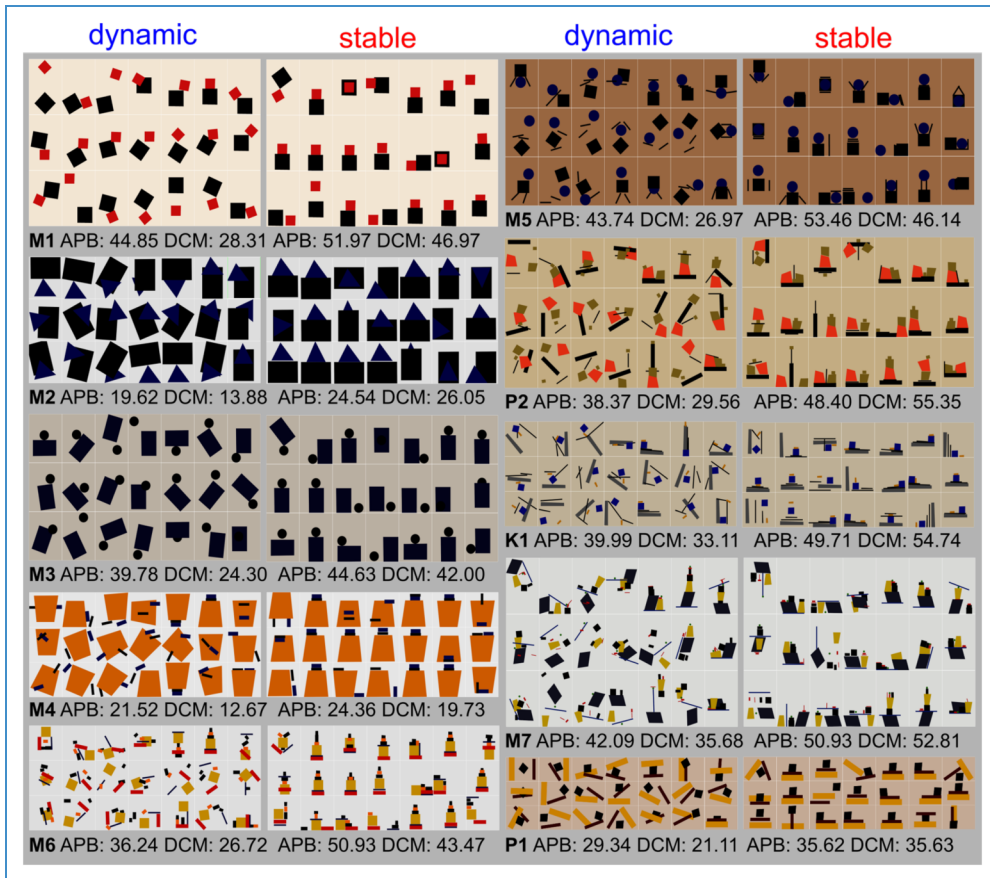 dynamic stable
M1 APB: 44.85 DCM: 28.31 APB: 51.97 DCM: 46.97
M2 APB: 19.62 DCM: 13.88 APB: 24.54 DCM: 26.05
M3 APB: 39.78 DCM: 24.30 APB: 44.63 DCM: 42.00
M4 APB: 21.52 DCM: 12.67 APB: 24.36 DCM: 19.73
M6 APB: 36.24 DCM: 26.72 APB: 50.93 DCM: 43.47
dynamic stable
M5 APB: 43.74 DCM: 26.97 APB: 53.46 DCM: 46.14
P2 APB: 38.37 DCM: 29.56 APB: 48.40 DCM: 55.35
K1 APB: 39.99 DCM: 33.11 APB: 49.71 DCM: 54.74
M7 APB: 42.09 DCM: 35.68 APB: 50.93 DCM: 52.81
P1 APB: 29.34 DCM: 21.11 APB: 35.62 DCM: 35.63